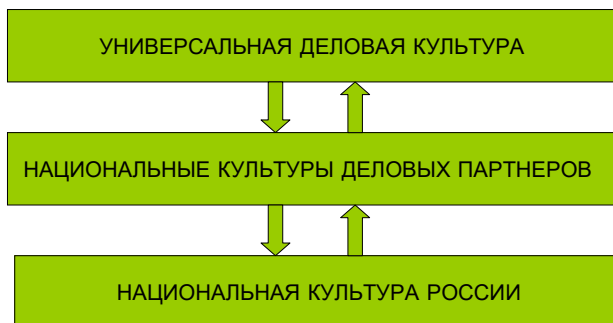 УНИВЕРСАЛЬНАЯ ДЕЛОВАЯ КУЛЬТУРА
НАЦИОНАЛЬНЫЕ КУЛЬТУРЫ ДЕЛОВЫХ ПАРТНЕРОВ
НАЦИОНАЛЬНАЯ КУЛЬТУРА РОССИИ